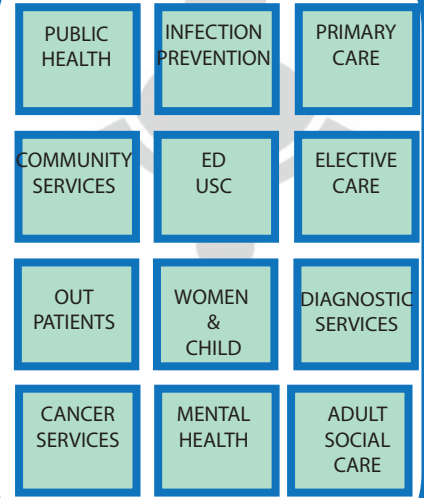 PUBLIC
HEALTH
INFECTION
PREVENTION
PRIMARY
CARE
COMMUNITY
SERVICES
ED
USC
ELECTIVE
CARE
OUT
PATIENTS
WOMEN
&
CHILD
DIAGNOSTIC
SERVICES
CANCER
SERVICES
MENTAL
HEALTH
ADULT
SOCIAL
CARE